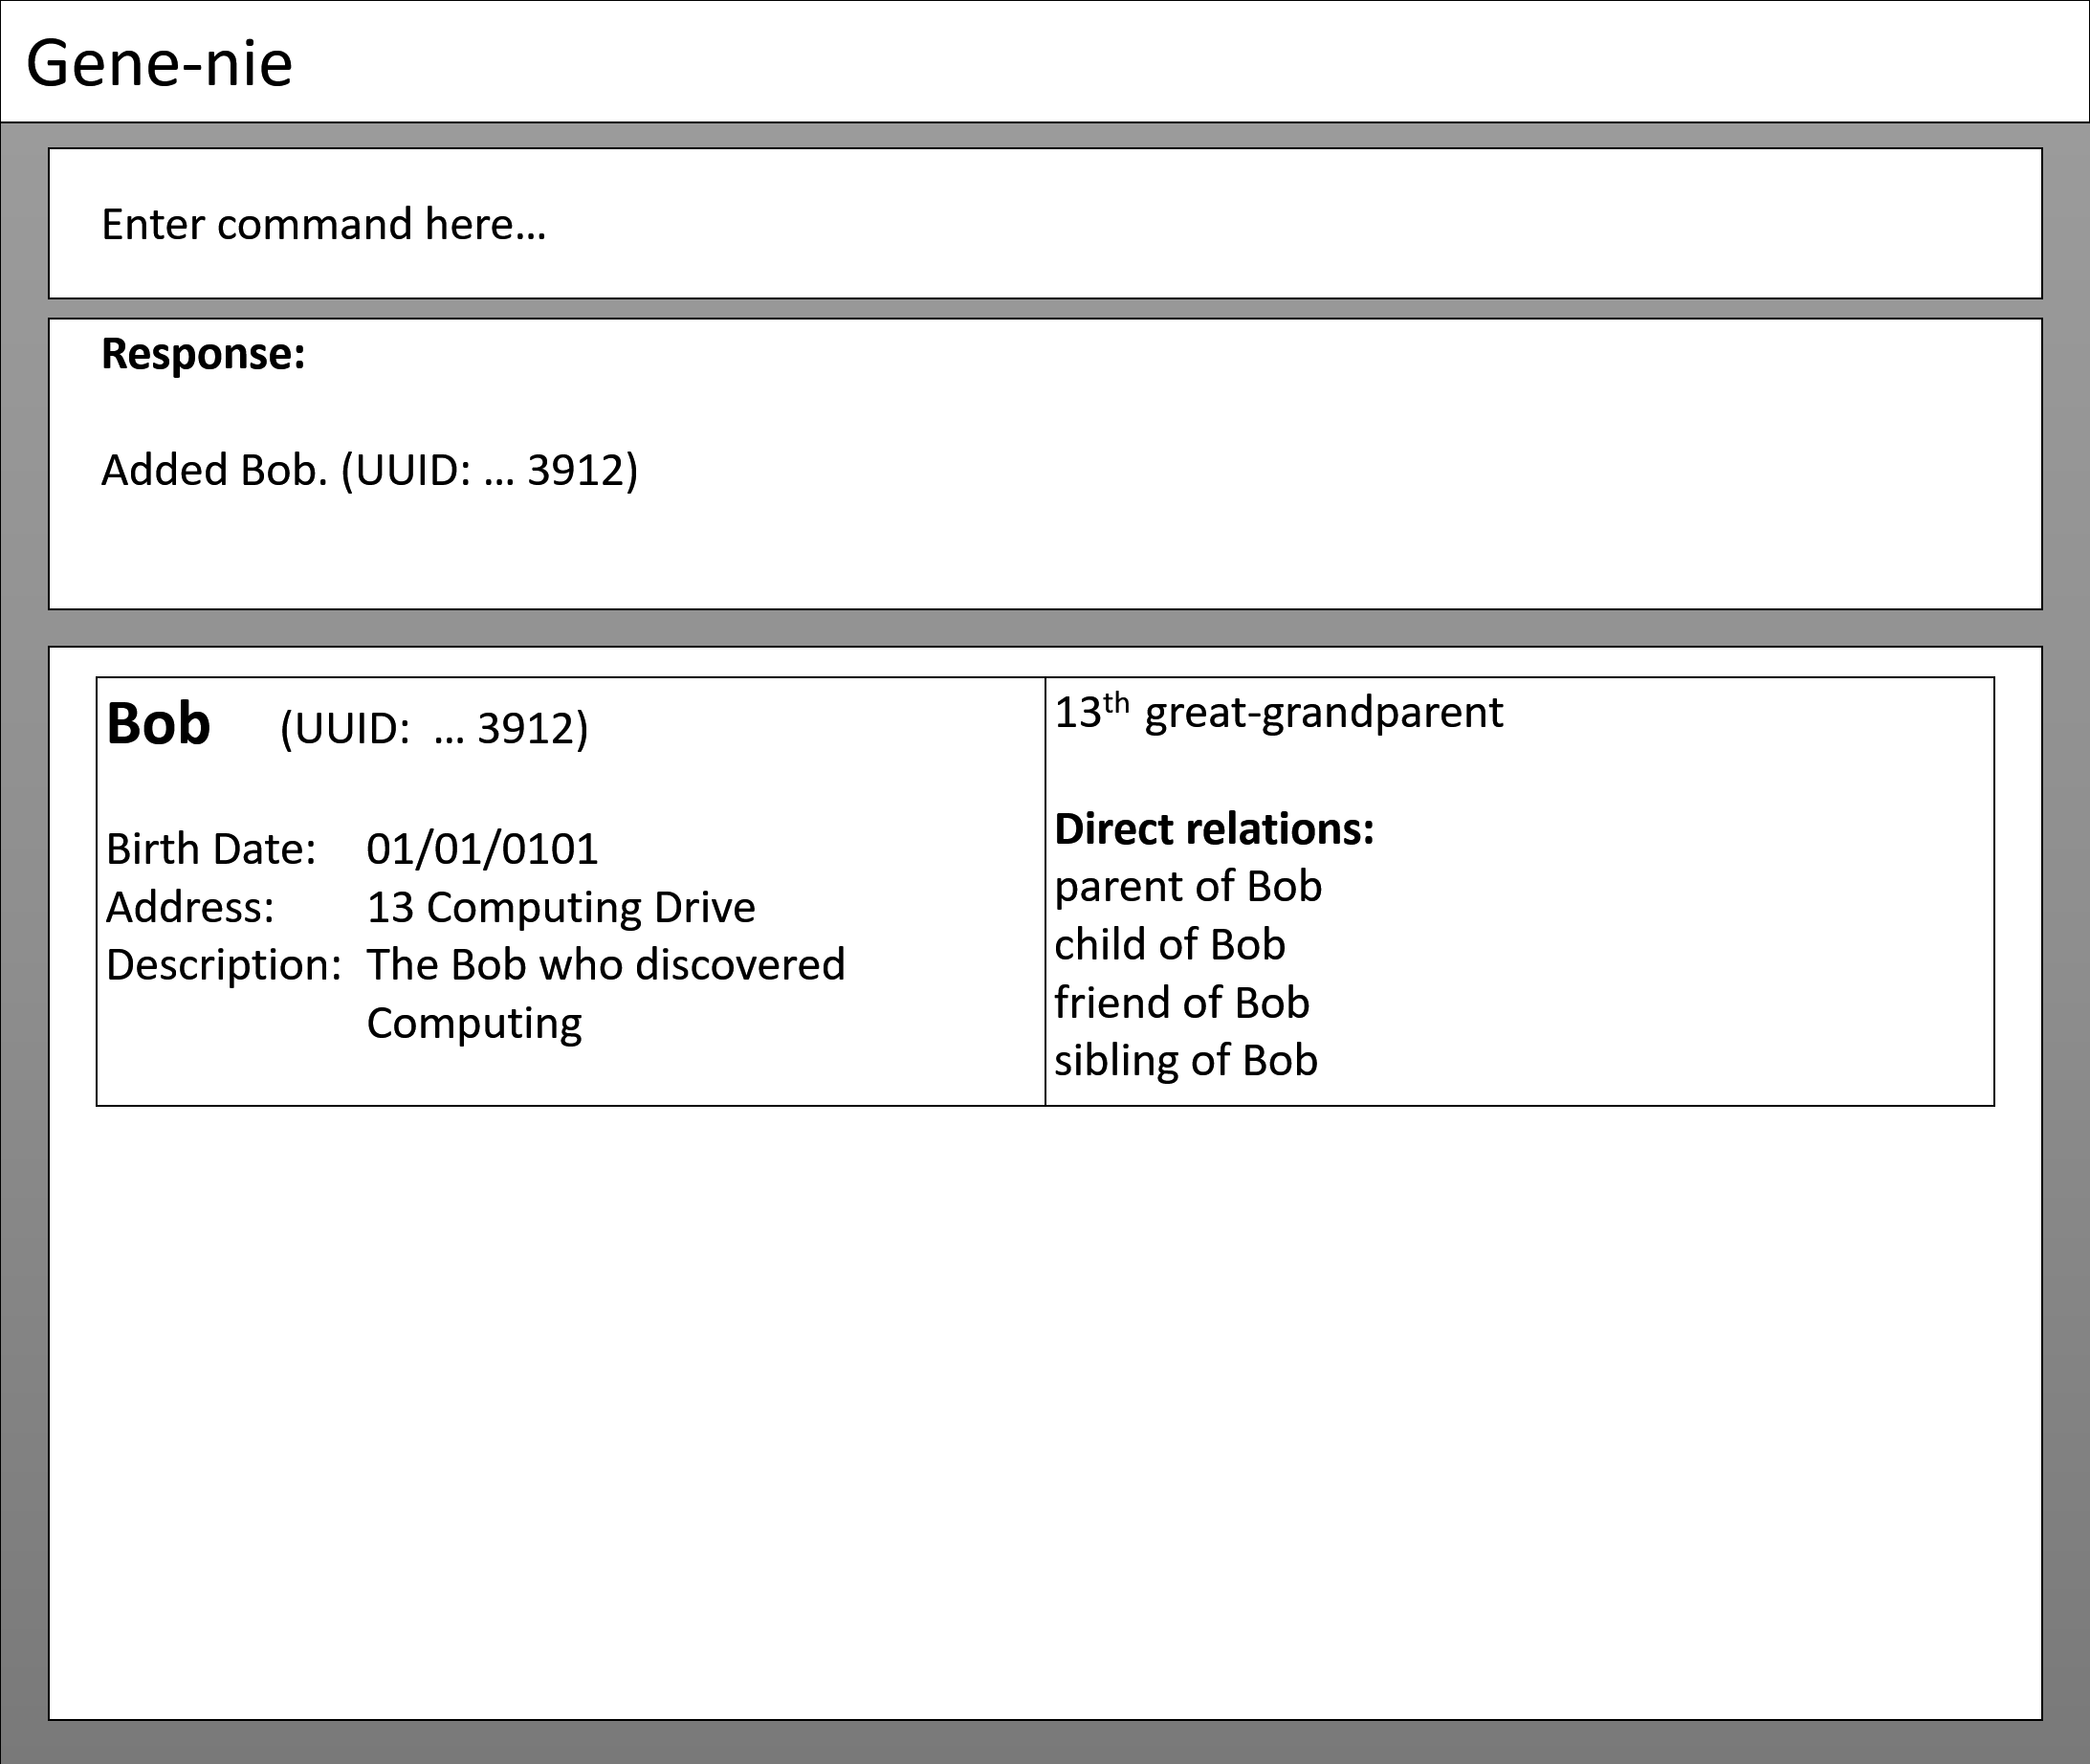 Gene-nie
Enter command here...
Response:
Added Bob. (UUID: ... 3912)
Bob (UUID: ... 3912)
Birth Date: 01/01/0101
Address: 13 Computing Drive
Description: The Bob who discovered
Computing
13th great-grandparent
Direct relations:
parent of Bob
child of Bob
friend of Bob
sibling of Bob